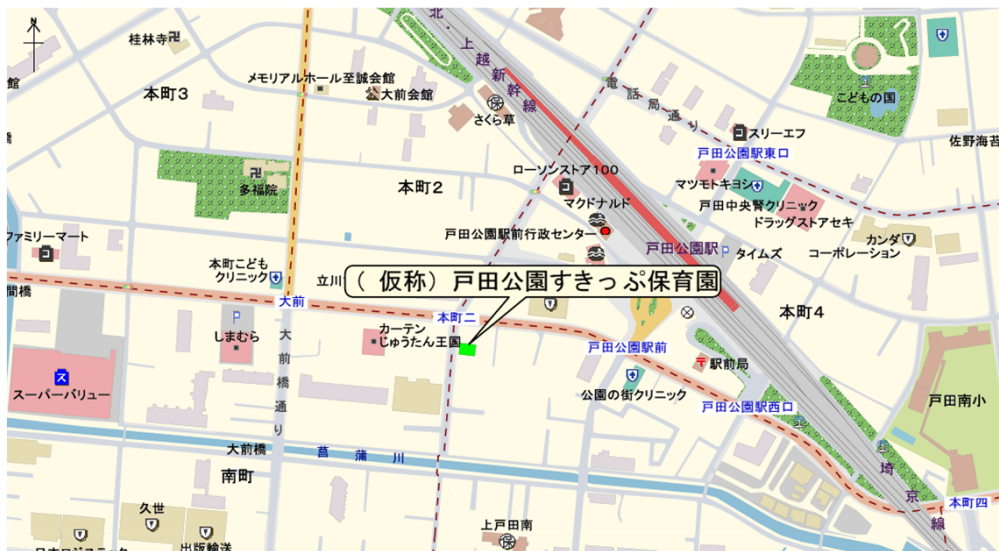 N
桂林寺
北・上越新幹線
館
メモリアルホール至誠会館
本町3
大前会館
さくら草
電話局通り
こどもの国
スリーエフ
佐野海苔
戸田公園駅東口
ローソンストア100
マツモトキヨシ
多福院
本町2
マクドナルド
戸田中央腎クリニック
ドラッグストアセキ
ファミリーマート
戸田公園駅前行政センター
戸田公園駅
カンダ
コーポレーション
P
タイムズ
本町こども
クリニック
立川
(仮称)戸田公園すきっぷ保育園
間橋
大前
本町二
本町4
P
しまむら
カーテン
じゅうたん王国
戸田公園駅前
〒駅前局
大前橋通り
スーパーバリュー
公園の街クリニック
戸田公園駅西口
戸田南小
大前橋
菖蒲川
南町
埼京線
本町四
久世
上戸田南
日本ロジスティック
出版輸送